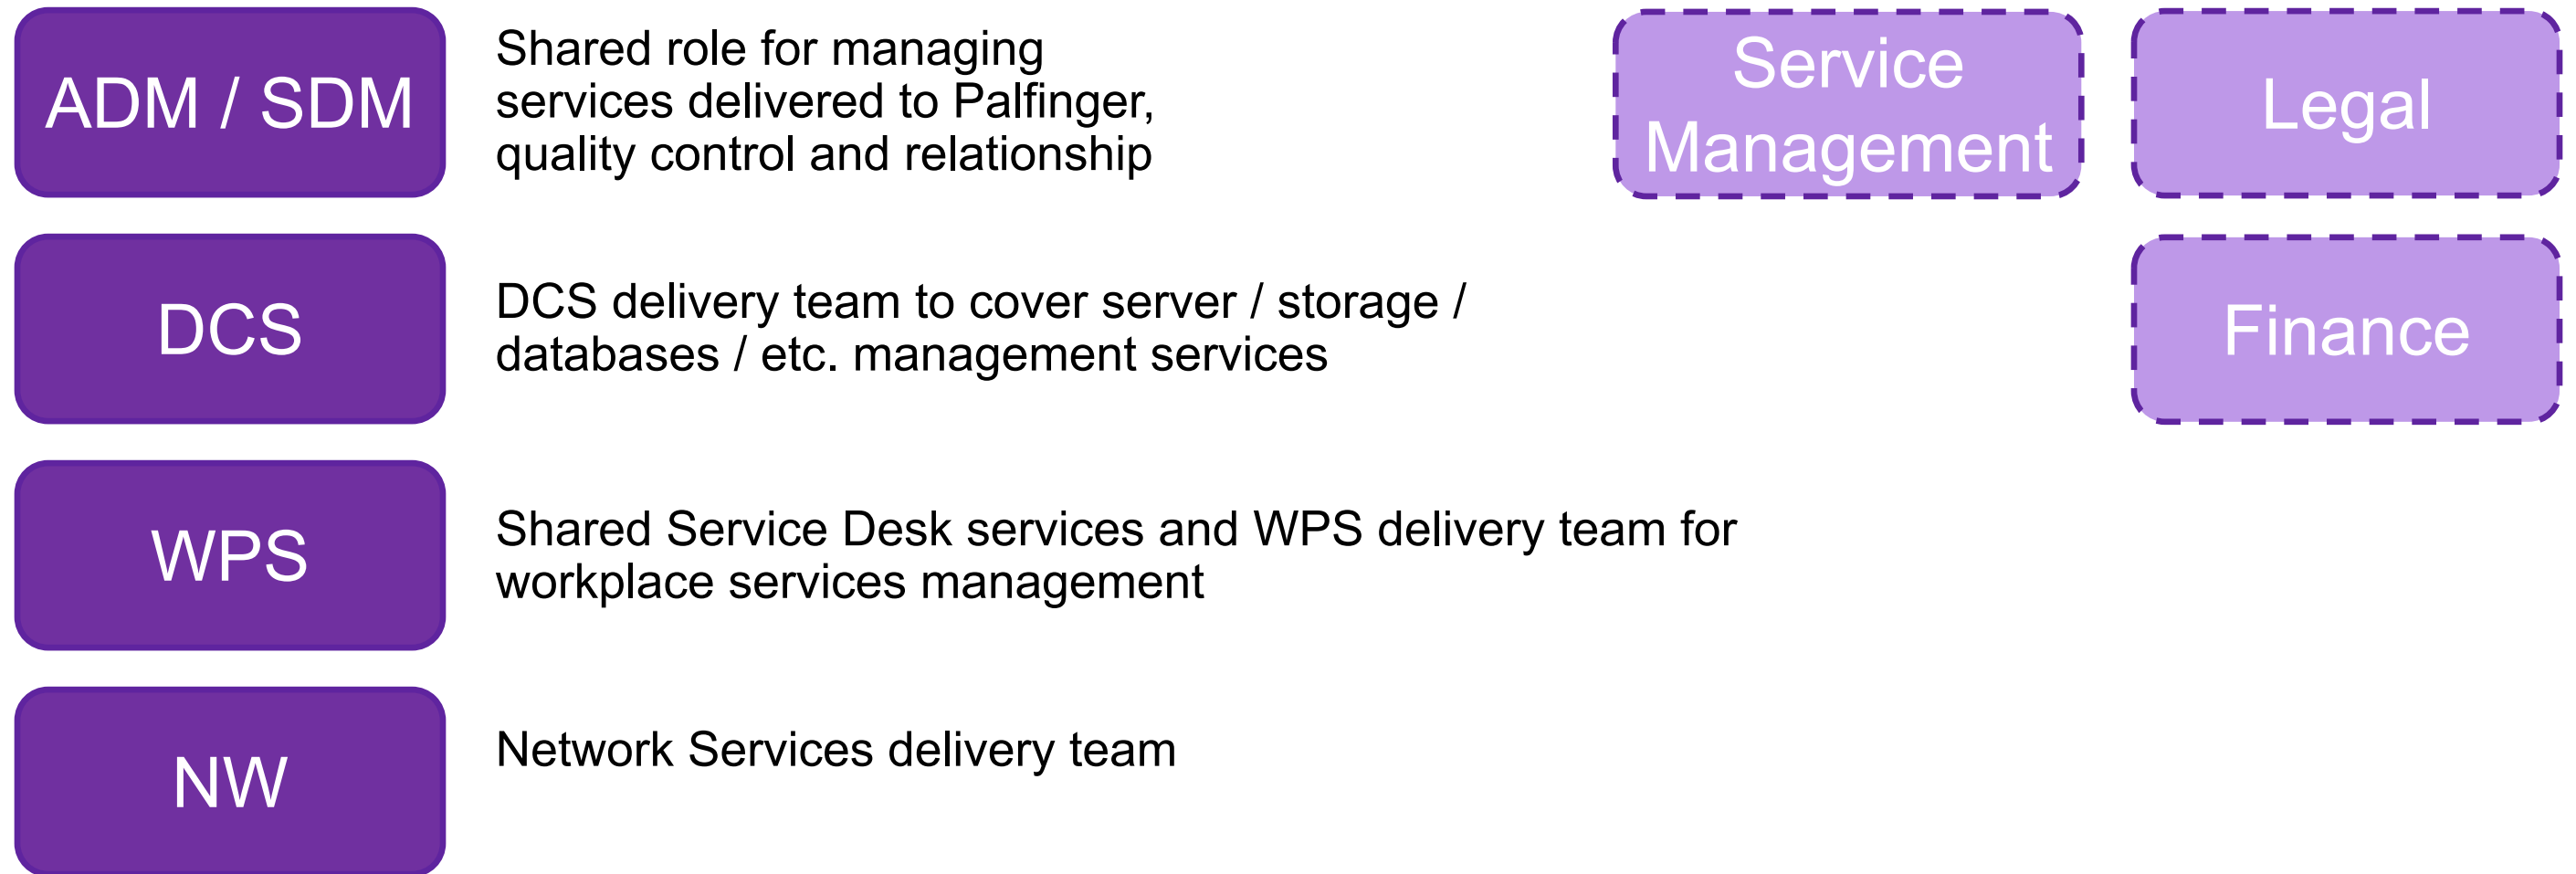 ADM / SDM
Shared role for managing
services delivered to Palfinger,
quality control and relationship
Service
Management
Legal
DCS
DCS delivery team to cover server / storage /
databases / etc. management services
Finance
WPS
Shared Service Desk services and WPS delivery team for
workplace services management
NW
Network Services delivery team